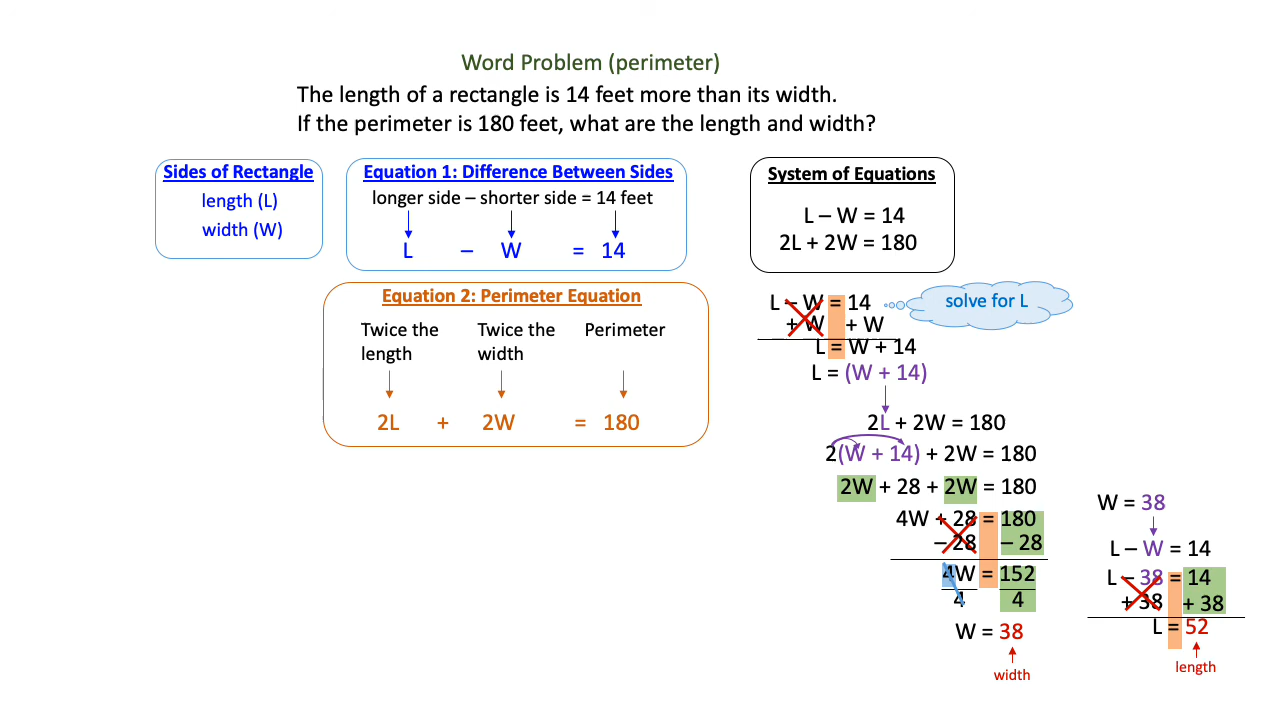 Word Problem (perimeter)
The length of a rectangle is 14 feet more than its width.
If the perimeter is 180 feet, what are the length and width?
Sides of Rectangle
length (L)
width (W)
Equation 1: Difference Between Sides
longer side – shorter side = 14 feet
L – W = 14
Equation 2: Perimeter Equation
Twice the length
Twice the width
Perimeter
2L + 2W = 180
System of Equations
L – W = 14
2L + 2W = 180
L – W = 14
solve for L
+ W + W
L = W + 14
L = (W + 14)
2L + 2W = 180
2(W + 14) + 2W = 180
2W + 28 + 2W = 180
4W + 28 = 180
– 28 – 28
4W = 152
4 4
W = 38
width
W = 38
L – W = 14
L – 38 = 14
+ 38 + 38
L = 52
length